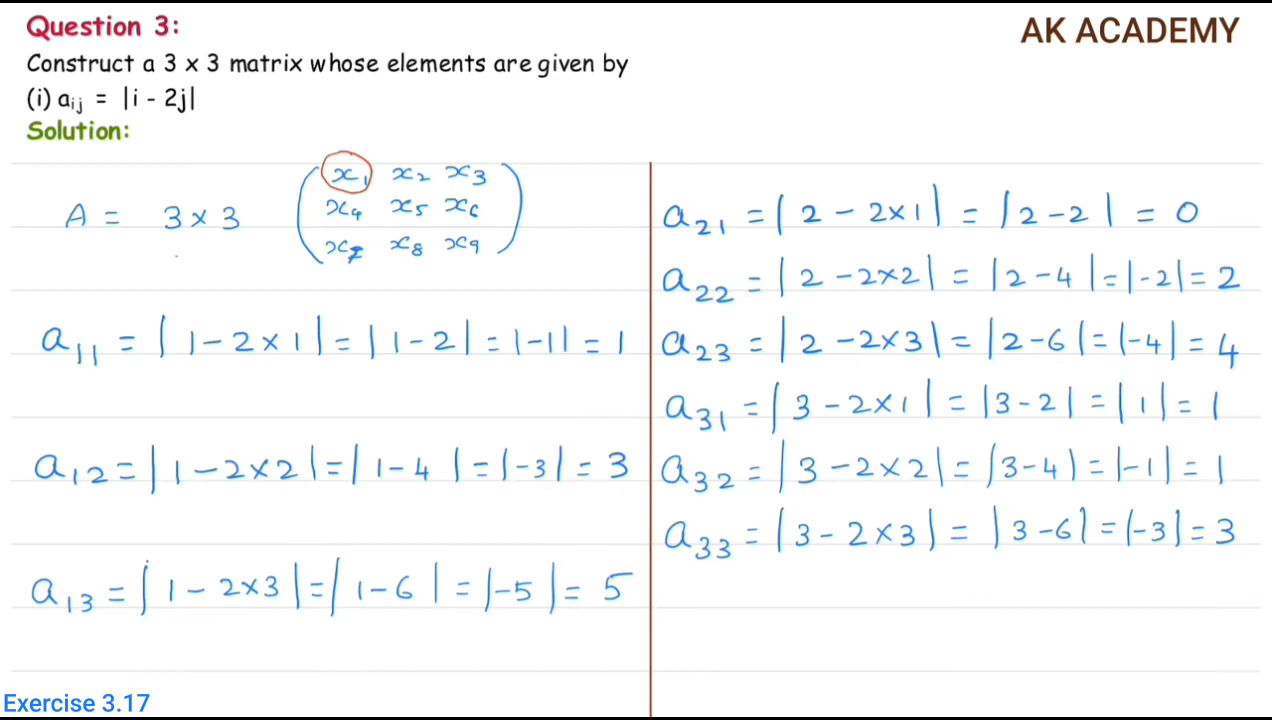 Question 3:
AK ACADEMY
Construct a 3 x 3 matrix whose elements are given by
(i) aij = |i - 2j|
Solution:
A = 3 × 3
x1 x2 x3
x4 x5 x6
x7 x8 x9
a11 = |1 - 2 × 1| = |1 - 2| = |-1| = 1
a12 = |1 - 2×2| = |1 - 4| = |-3| = 3
a13 = |1 - 2×3| = |1 - 6| = |-5| = 5
a21 = |2 - 2×1| = |2 - 2| = 0
a22 = |2 - 2×2| = |2 - 4| = |-2| = 2
a23 = |2 - 2×3| = |2 - 6| = |-4| = 4
a31 = |3 - 2×1| = |3 - 2| = |1| = 1
a32 = |3 - 2×2| = |3 - 4| = |-1| = 1
a33 = |3 - 2×3| = |3 - 6| = |-3| = 3
Exercise 3.17